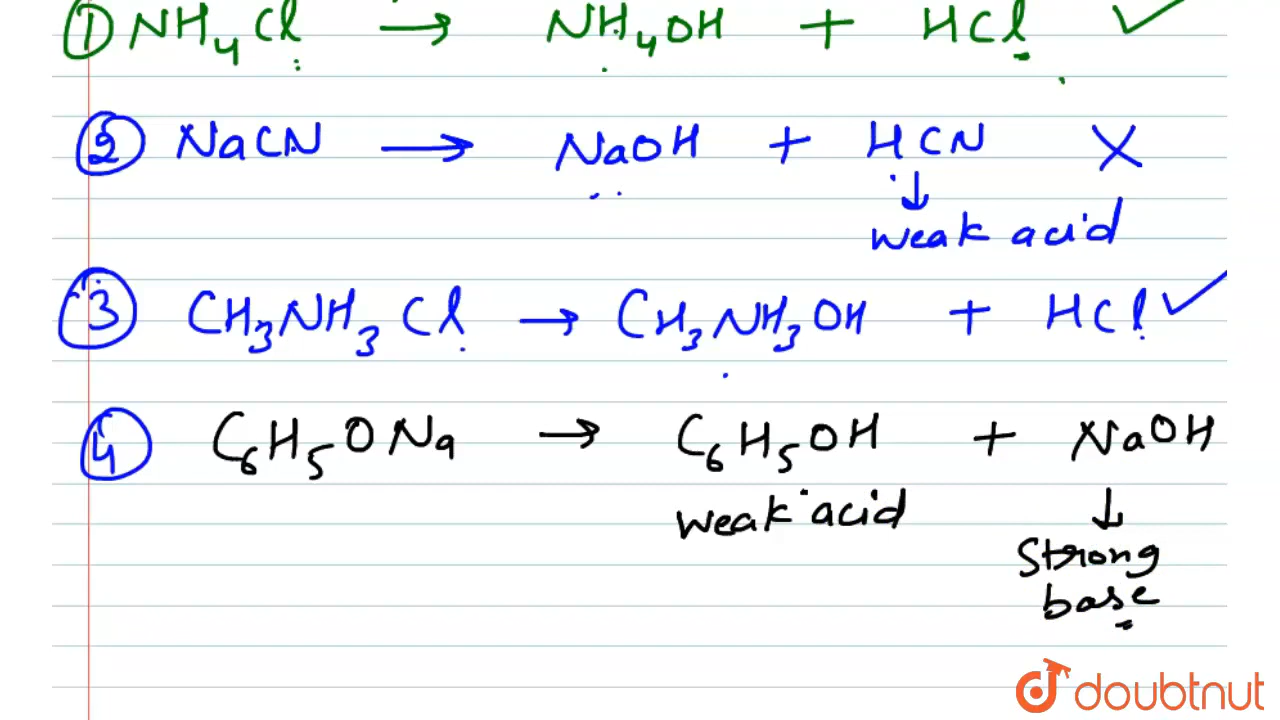 ① NH₄Cl → NH₄OH + HCl ✓
② NaCN → NaOH + HCN X
↓
weak acid
③ CH₃NH₃Cl → CH₃NH₃OH + HCl ✓
④ C₆H₅ONa → C₆H₅OH + NaOH
weak acid ↓
Strong
base
doubtnut